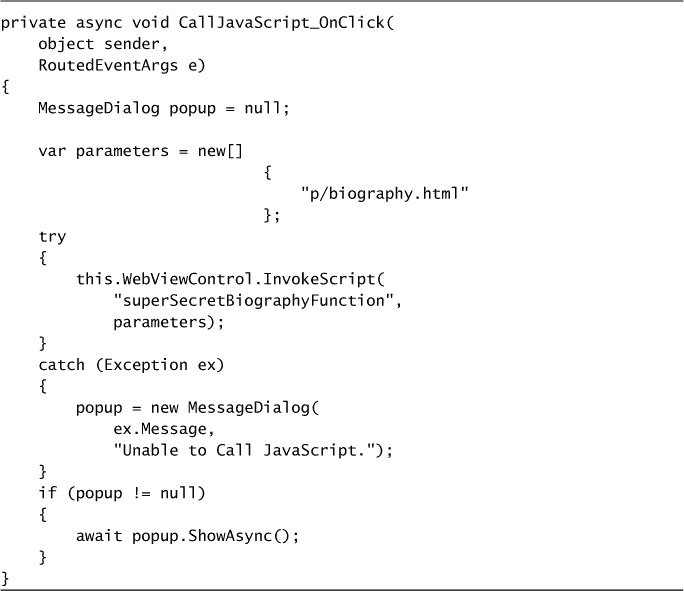 private async void CallJavaScript_OnClick(
    object sender,
    RoutedEventArgs e)
{
    MessageDialog popup = null;

    var parameters = new[]
                            {
                                "p/biography.html"
                            };
    try
    {
        this.WebViewControl.InvokeScript(
            "superSecretBiographyFunction",
            parameters);
    }
    catch (Exception ex)
    {
        popup = new MessageDialog(
            ex.Message,
            "Unable to Call JavaScript.");
    }
    if (popup != null)
    {
        await popup.ShowAsync();
    }
}